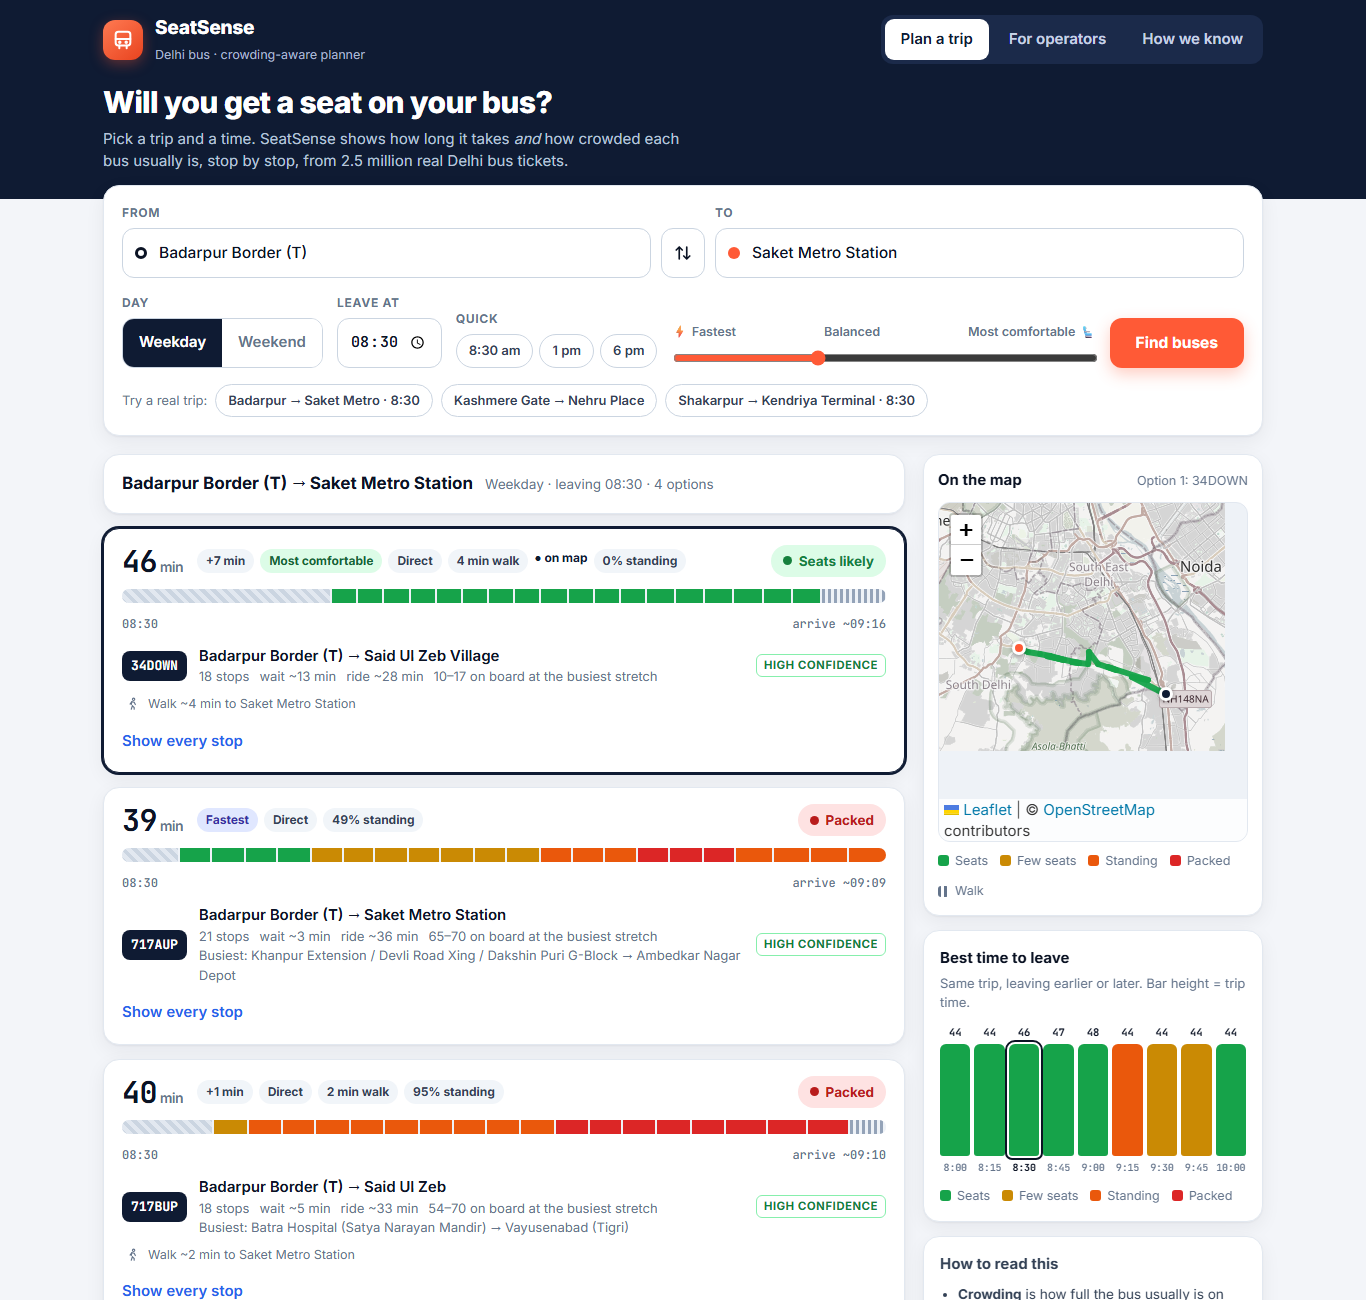 SeatSense
Delhi bus · crowding-aware planner
Plan a trip
For operators
How we know
Will you get a seat on your bus?
Pick a trip and a time. SeatSense shows how long it takes and how crowded each
bus usually is, stop by stop, from 2.5 million real Delhi bus tickets.
FROM
TO
Badarpur Border (T)
Saket Metro Station
DAY
LEAVE AT
QUICK
Weekday
Weekend
08:30
8:30 am
1 pm
6 pm
Fastest
Balanced
Most comfortable
Find buses
Try a real trip:
Badarpur → Saket Metro · 8:30
Kashmere Gate → Nehru Place
Shakarpur → Kendriya Terminal · 8:30
Badarpur Border (T) → Saket Metro Station
Weekday · leaving 08:30 · 4 options
46 min
+7 min
Most comfortable
Direct
4 min walk
● on map
0% standing
Seats likely
08:30
arrive ~09:16
34DOWN
Badarpur Border (T) → Said Ul Zeb Village
18 stops wait ~13 min ride ~28 min 10–17 on board at the busiest stretch
HIGH CONFIDENCE
Walk ~4 min to Saket Metro Station
Show every stop
39 min
Fastest
Direct
49% standing
Packed
08:30
arrive ~09:09
717AUP
Badarpur Border (T) → Saket Metro Station
21 stops wait ~3 min ride ~36 min 65–70 on board at the busiest stretch
Busiest: Khanpur Extension / Devli Road Xing / Dakshin Puri G-Block → Ambedkar Nagar
Depot
HIGH CONFIDENCE
Show every stop
40 min
+1 min
Direct
2 min walk
95% standing
Packed
08:30
arrive ~09:10
717BUP
Badarpur Border (T) → Said Ul Zeb
18 stops wait ~5 min ride ~33 min 54–70 on board at the busiest stretch
Busiest: Batra Hospital (Satya Narayan Mandir) → Vayusenabad (Tigri)
HIGH CONFIDENCE
Walk ~2 min to Saket Metro Station
Show every stop
On the map
Option 1: 34DOWN
+
−
South East
Delhi
Noida
South Delhi
H148NA
Asola-Bhatti
Leaflet | © OpenStreetMap
contributors
Seats
Few seats
Standing
Packed
Walk
Best time to leave
Same trip, leaving earlier or later. Bar height = trip
time.
44 44 46 47 48 44 44 44 44
8:00 8:15 8:30 8:45 9:00 9:15 9:30 9:45 10:00
Seats
Few seats
Standing
Packed
How to read this
• Crowding is how full the bus usually is on